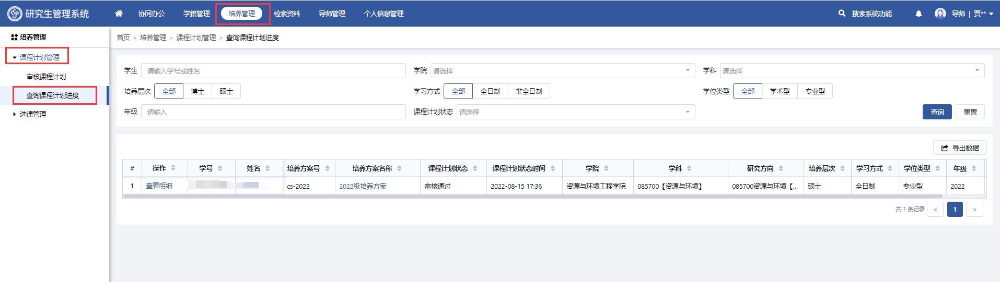 研究生管理系统 协同办公 学籍管理 培养管理 检索资料 导师管理 个人信息管理 搜索系统功能 导师 | 贾**
培养管理
课程计划管理
审核课程计划
查询课程计划进度
选课管理
首页 > 培养管理 > 课程计划管理 > 查询课程计划进度
学生 请输入学号或姓名 学院 请选择 学科 请选择
培养层次 全部 博士 硕士 学习方式 全部 全日制 非全日制 学位类型 全部 学术型 专业型
年级 请输入 课程计划状态 请选择 查询 重置
导出数据
# 操作 学号 姓名 培养方案号 培养方案名称 课程计划状态 课程计划状态时间 学院 学科 研究方向 培养层次 学习方式 学位类型 年级
1 查看明细 cs-2022 2022级培养方案 审核通过 2022-08-15 17:36 资源与环境工程学院 085700【资源与环境】 085700资源与环境【... 硕士 全日制 专业型 2022
共 1 条记录 < 1 >